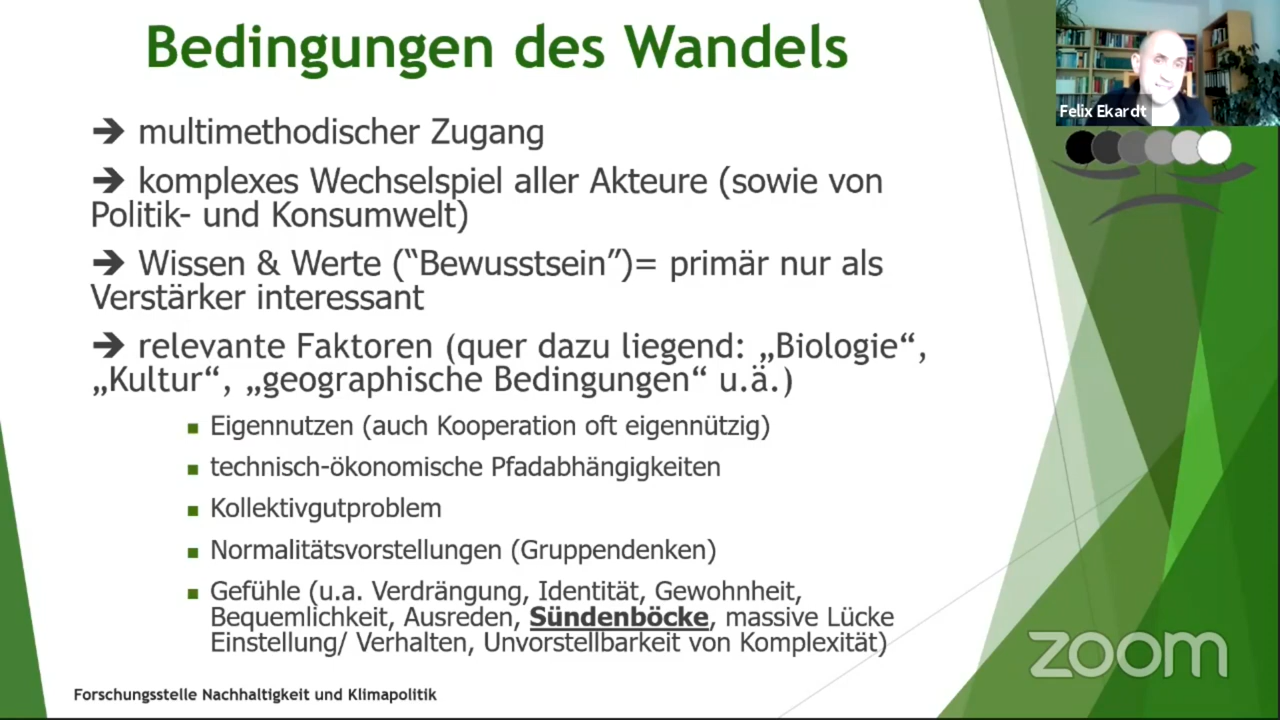 Bedingungen des Wandels
Felix Ekardt
➔ multimethodischer Zugang
➔ komplexes Wechselspiel aller Akteure (sowie von
Politik- und Konsumwelt)
➔ Wissen & Werte (“Bewusstsein”)= primär nur als
Verstärker interessant
➔ relevante Faktoren (quer dazu liegend: „Biologie“,
„Kultur“, „geographische Bedingungen“ u.ä.)
▪ Eigennutzen (auch Kooperation oft eigennützig)
▪ technisch-ökonomische Pfadabhängigkeiten
▪ Kollektivgutproblem
▪ Normalitätsvorstellungen (Gruppendenken)
▪ Gefühle (u.a. Verdrängung, Identität, Gewohnheit,
Bequemlichkeit, Ausreden, Sündenböcke, massive Lücke
Einstellung/ Verhalten, Unvorstellbarkeit von Komplexität)
zoom
Forschungsstelle Nachhaltigkeit und Klimapolitik